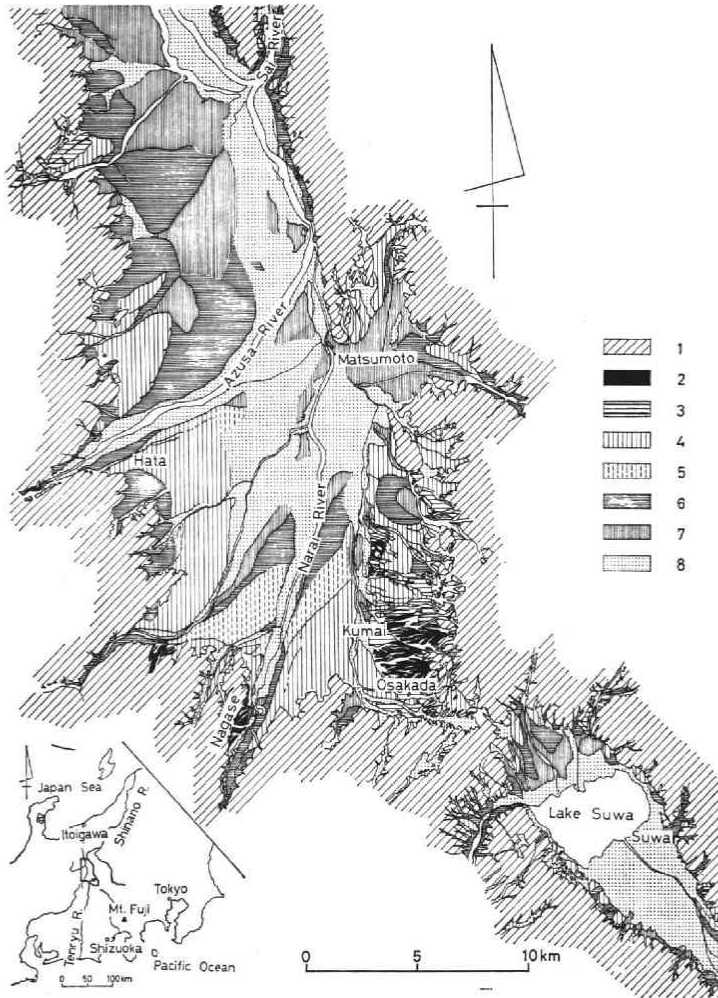 Sai River
Azusa River
Matsumoto
Hata
Narai River
Kumai
Osakada
Nagase
Lake Suwa
Suwa
1
2
3
4
5
6
7
8
Japan Sea
Itoigawa
Shinano R.
Tokyo
Mt. Fuji
Tenryu R.
Shizuoka
Pacific Ocean
0 50 100km
0 5 10km